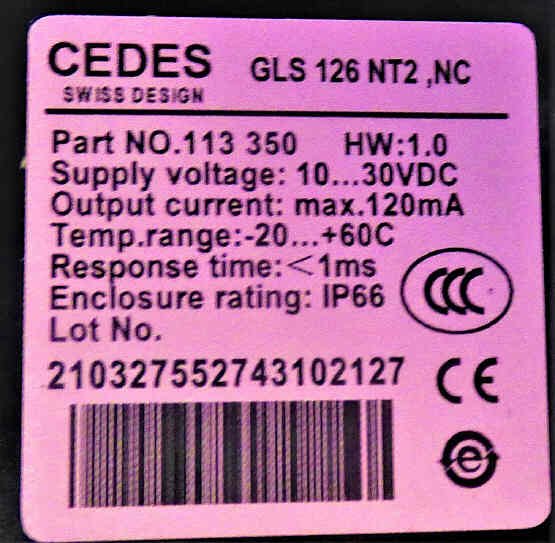 CEDES GLS 126 NT2 ,NC
SWISS DESIGN
Part NO.113 350 HW:1.0
Supply voltage: 10...30VDC
Output current: max.120mA
Temp.range:-20...+60C
Response time:<1ms
Enclosure rating: IP66
CCC
Lot No.
210327552743102127
CE
e